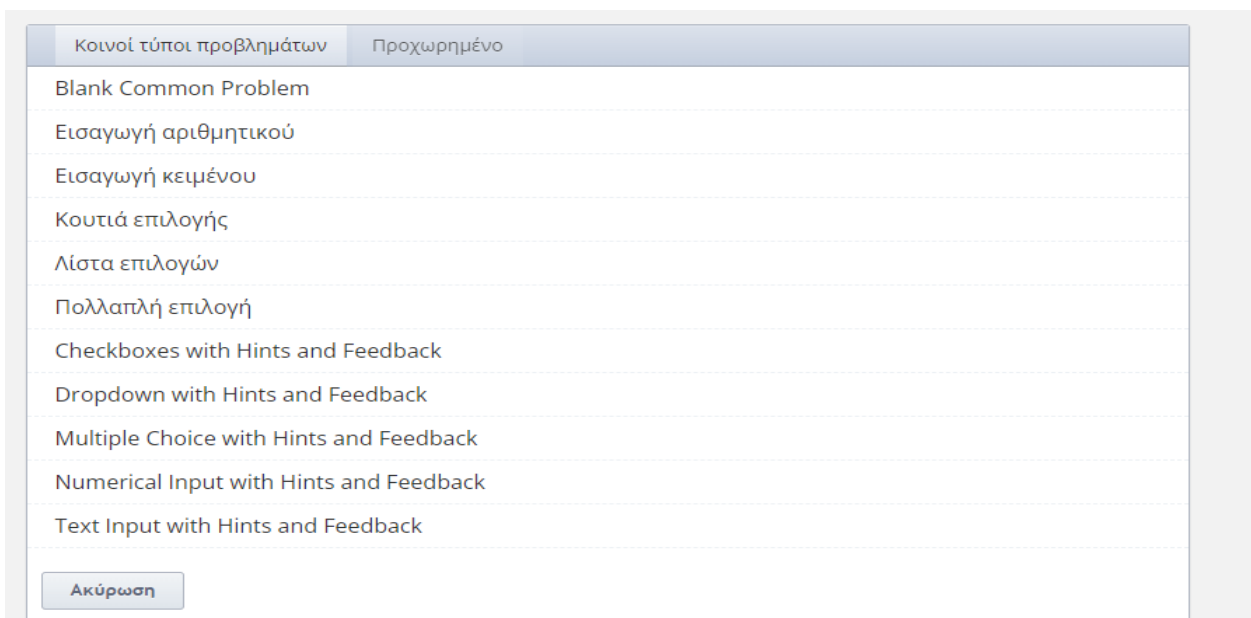 Κοινοί τύποι προβλημάτων Προχωρημένο
Blank Common Problem
Εισαγωγή αριθμητικού
Εισαγωγή κειμένου
Κουτιά επιλογής
Λίστα επιλογών
Πολλαπλή επιλογή
Checkboxes with Hints and Feedback
Dropdown with Hints and Feedback
Multiple Choice with Hints and Feedback
Numerical Input with Hints and Feedback
Text Input with Hints and Feedback
Ακύρωση